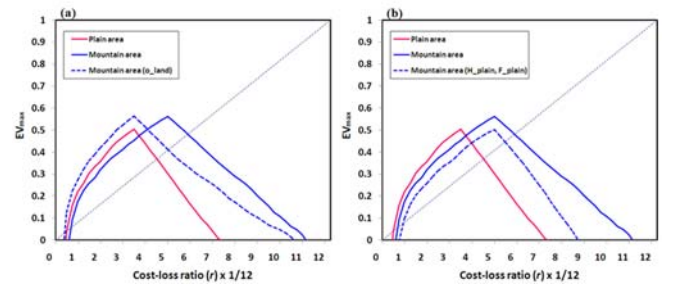 (a)
1
0.9
0.8
0.7
0.6
0.5
0.4
0.3
0.2
0.1
0
EVmax
Plain area
Mountain area
Mountain area (o_land)
0 1 2 3 4 5 6 7 8 9 10 11 12
Cost-loss ratio (r) x 1/12
(b)
1
0.9
0.8
0.7
0.6
0.5
0.4
0.3
0.2
0.1
0
EVmax
Plain area
Mountain area
Mountain area (H_plain, F_plain)
0 1 2 3 4 5 6 7 8 9 10 11 12
Cost-loss ratio (r) x 1/12